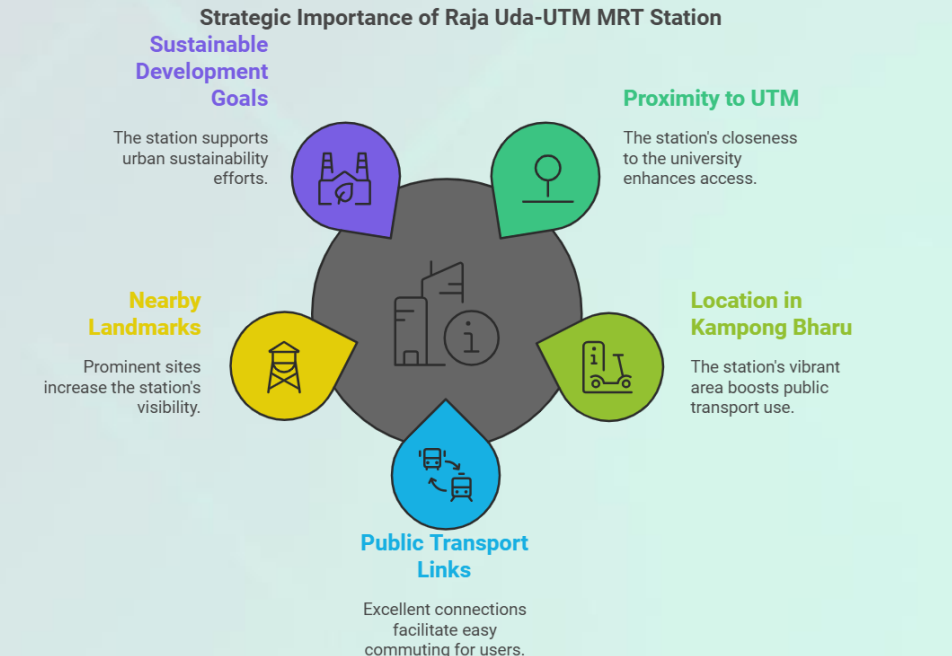 Strategic Importance of Raja Uda-UTM MRT Station
Sustainable
Development
Goals
The station supports
urban sustainability
efforts.
Proximity to UTM
The station's closeness
to the university
enhances access.
Nearby
Landmarks
Prominent sites
increase the station's
visibility.
Location in
Kampong Bharu
The station's vibrant
area boosts public
transport use.
Public Transport
Links
Excellent connections
facilitate easy
commuting for users.